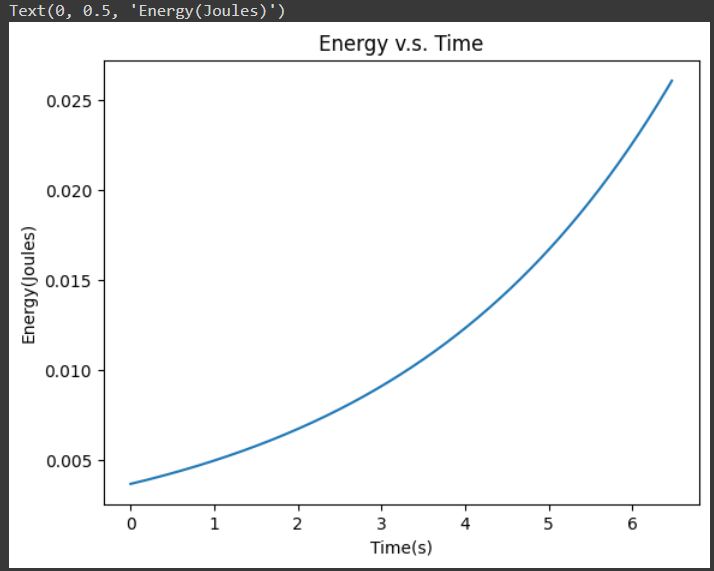 Text(0, 0.5, 'Energy(Joules)')
Energy v.s. Time
0.025
0.020
0.015
0.010
0.005
Energy(Joules)
0 1 2 3 4 5 6
Time(s)